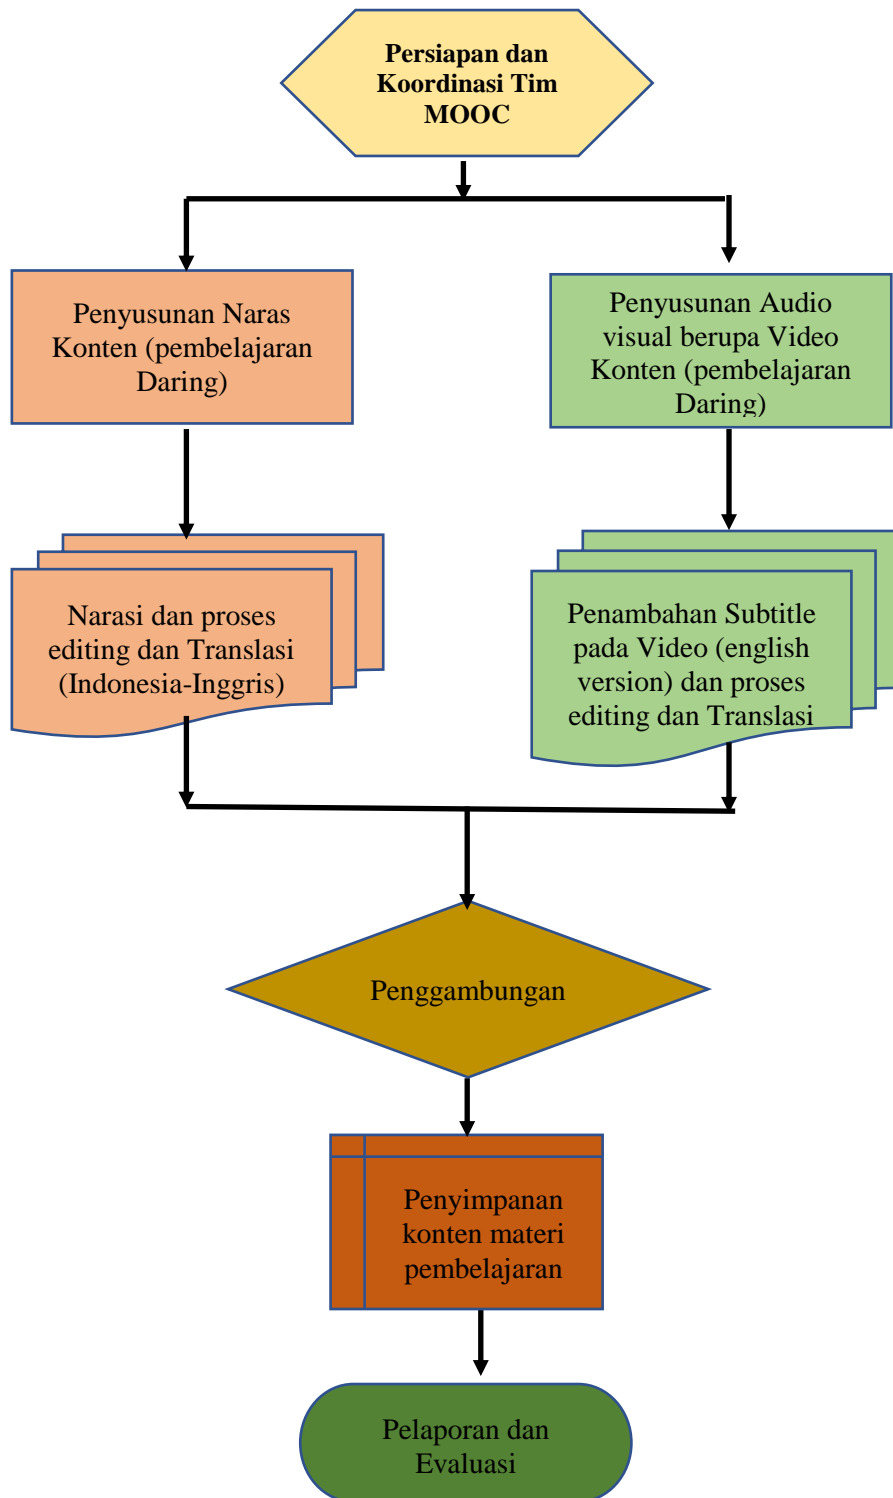 Persiapan dan
Koordinasi Tim
MOOC
Penyusunan Naras
Konten (pembelajaran
Daring)
Penyusunan Audio
visual berupa Video
Konten (pembelajaran
Daring)
Narasi dan proses
editing dan Translasi
(Indonesia-Inggris)
Penambahan Subtitle
pada Video (english
version) dan proses
editing dan Translasi
Penggambungan
Penyimpanan
konten materi
pembelajaran
Pelaporan dan
Evaluasi